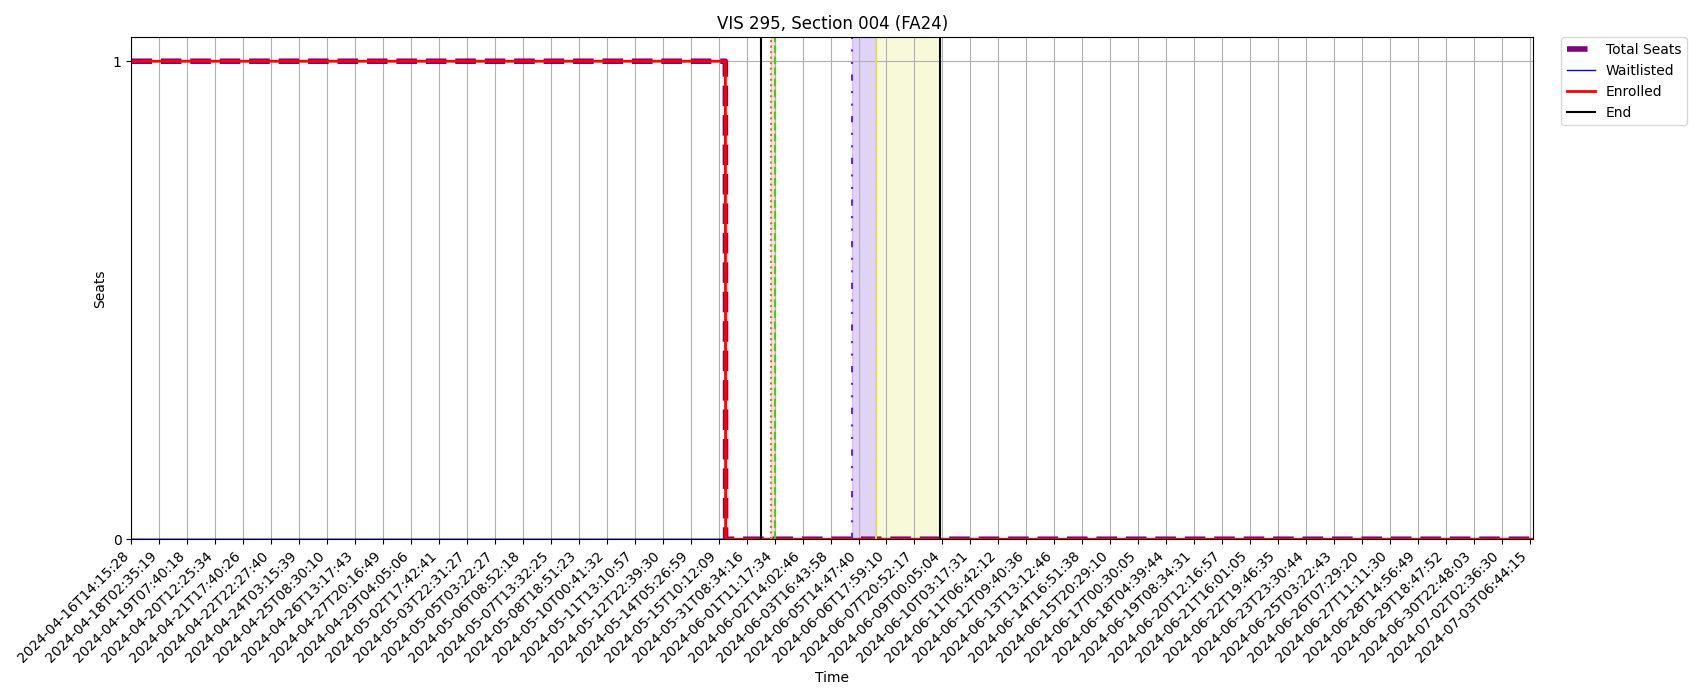 VIS 295, Section 004 (FA24)
Total Seats
Waitlisted
Enrolled
End
1
0
Seats
2024-04-16T14:15:28
2024-04-18T02:35:19
2024-04-19T07:40:18
2024-04-20T12:25:34
2024-04-21T17:40:26
2024-04-22T22:27:40
2024-04-24T03:15:39
2024-04-25T08:30:10
2024-04-26T13:17:43
2024-04-27T20:16:49
2024-04-29T04:05:06
2024-05-02T17:42:41
2024-05-03T22:31:27
2024-05-05T03:22:27
2024-05-06T08:52:18
2024-05-07T13:32:25
2024-05-08T18:51:23
2024-05-10T00:41:32
2024-05-11T13:10:57
2024-05-12T22:39:30
2024-05-14T05:26:59
2024-05-15T10:12:09
2024-05-31T08:34:16
2024-06-01T11:17:34
2024-06-02T14:02:46
2024-06-03T16:43:58
2024-06-05T14:47:40
2024-06-06T17:59:10
2024-06-07T20:52:17
2024-06-09T00:05:04
2024-06-10T03:17:31
2024-06-11T06:42:12
2024-06-12T09:40:36
2024-06-13T13:12:46
2024-06-14T16:51:38
2024-06-15T20:29:10
2024-06-17T00:30:05
2024-06-18T04:39:44
2024-06-19T08:34:31
2024-06-20T12:16:57
2024-06-21T16:01:05
2024-06-22T19:46:35
2024-06-23T23:30:44
2024-06-25T03:22:43
2024-06-26T07:29:20
2024-06-27T11:11:30
2024-06-28T14:56:49
2024-06-29T18:47:52
2024-06-30T22:48:03
2024-07-02T02:36:30
2024-07-03T06:44:15
Time